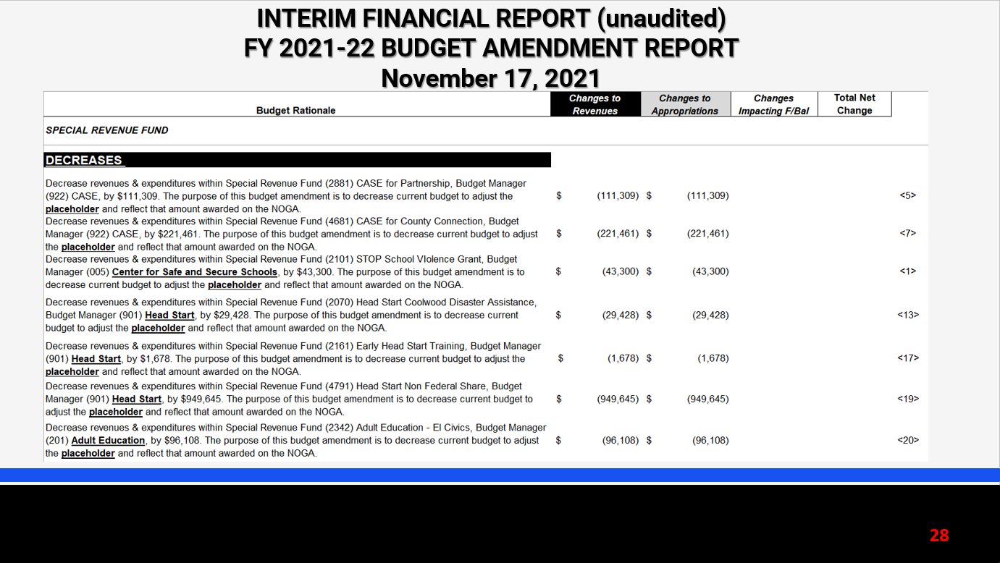 INTERIM FINANCIAL REPORT (unaudited)
FY 2021-22 BUDGET AMENDMENT REPORT
November 17, 2021
Budget Rationale
Changes to Revenues
Changes to Appropriations
Changes Impacting F/Bal
Total Net Change
SPECIAL REVENUE FUND
DECREASES
Decrease revenues & expenditures within Special Revenue Fund (2881) CASE for Partnership, Budget Manager
(922) CASE, by $111,309. The purpose of this budget amendment is to decrease current budget to adjust the
placeholder and reflect that amount awarded on the NOGA.
$ (111,309) $ (111,309) <5>
Decrease revenues & expenditures within Special Revenue Fund (4681) CASE for County Connection, Budget
Manager (922) CASE, by $221,461. The purpose of this budget amendment is to decrease current budget to adjust
the placeholder and reflect that amount awarded on the NOGA.
$ (221,461) $ (221,461) <7>
Decrease revenues & expenditures within Special Revenue Fund (2101) STOP School VIolence Grant, Budget
Manager (005) Center for Safe and Secure Schools, by $43,300. The purpose of this budget amendment is to
decrease current budget to adjust the placeholder and reflect that amount awarded on the NOGA.
$ (43,300) $ (43,300) <1>
Decrease revenues & expenditures within Special Revenue Fund (2070) Head Start Coolwood Disaster Assistance,
Budget Manager (901) Head Start, by $29,428. The purpose of this budget amendment is to decrease current
budget to adjust the placeholder and reflect that amount awarded on the NOGA.
$ (29,428) $ (29,428) <13>
Decrease revenues & expenditures within Special Revenue Fund (2161) Early Head Start Training, Budget Manager
(901) Head Start, by $1,678. The purpose of this budget amendment is to decrease current budget to adjust the
placeholder and reflect that amount awarded on the NOGA.
$ (1,678) $ (1,678) <17>
Decrease revenues & expenditures within Special Revenue Fund (4791) Head Start Non Federal Share, Budget
Manager (901) Head Start, by $949,645. The purpose of this budget amendment is to decrease current budget to
adjust the placeholder and reflect that amount awarded on the NOGA.
$ (949,645) $ (949,645) <19>
Decrease revenues & expenditures within Special Revenue Fund (2342) Adult Education - El Civics, Budget Manager
(201) Adult Education, by $96,108. The purpose of this budget amendment is to decrease current budget to adjust
the placeholder and reflect that amount awarded on the NOGA.
$ (96,108) $ (96,108) <20>
28